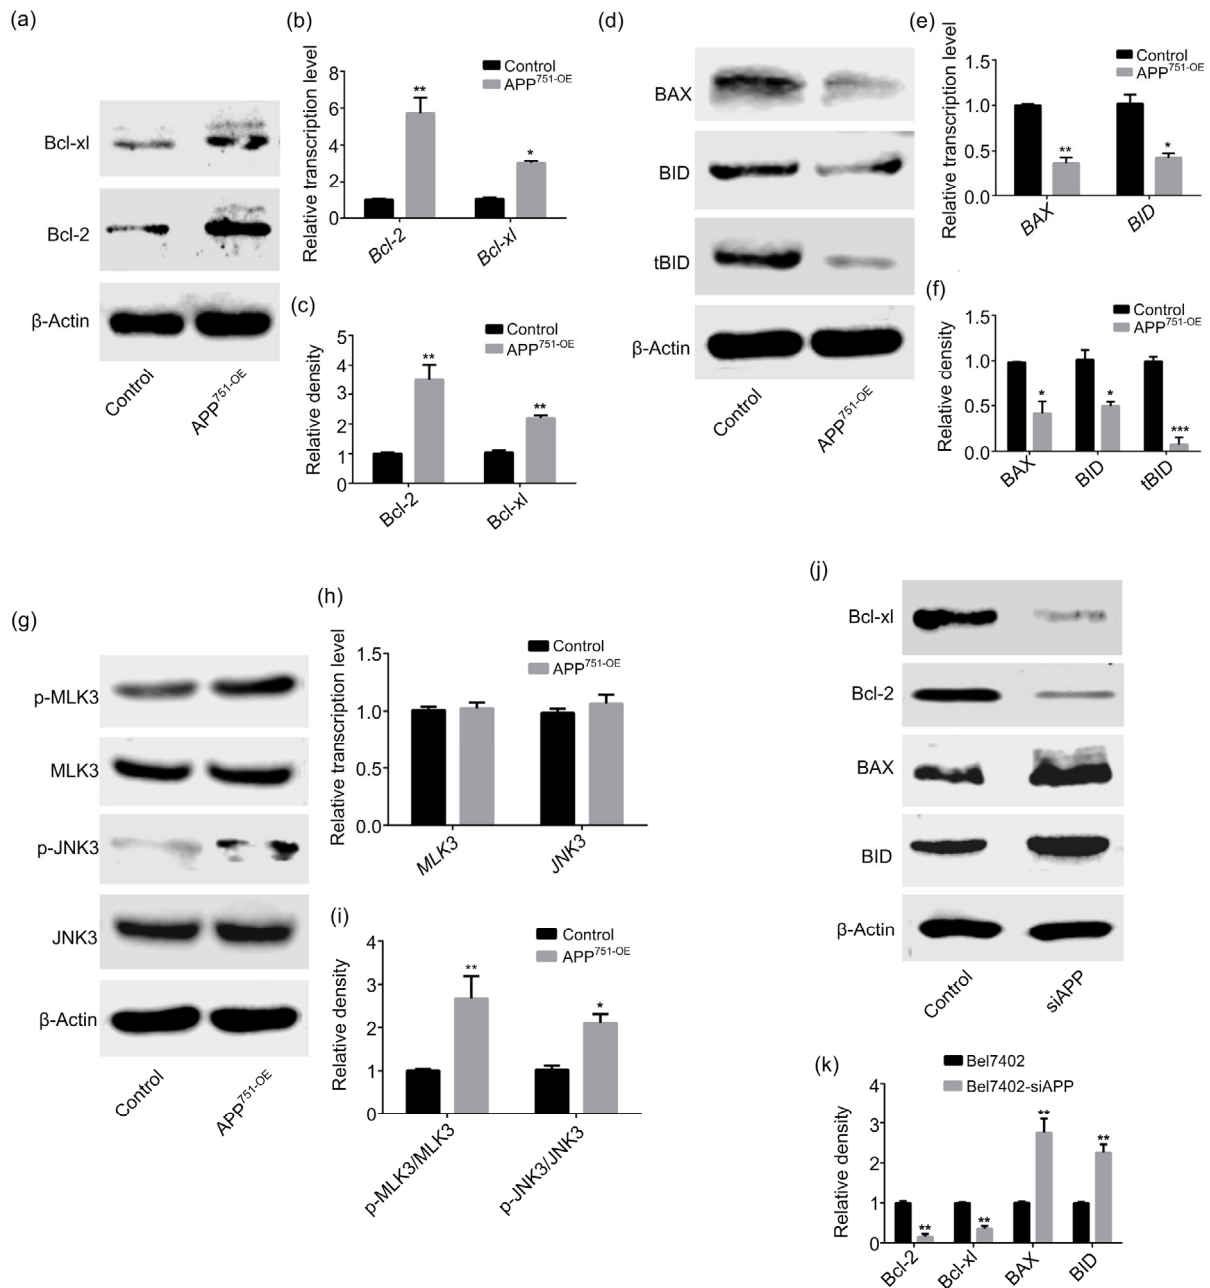 (a)
Bcl-xl
Bcl-2
β-Actin
Control
APP751-OE
(b)
Relative transcription level
8
6
4
2
0
Control
APP751-OE
**
*
Bcl-2
Bcl-xl
(c)
Relative density
5
4
3
2
1
0
Control
APP751-OE
**
**
Bcl-2
Bcl-xl
(d)
BAX
BID
tBID
β-Actin
Control
APP751-OE
(e)
Relative transcription level
1.5
1.0
0.5
0.0
Control
APP751-OE
**
*
BAX
BID
(f)
Relative density
1.5
1.0
0.5
0.0
Control
APP751-OE
*
*
***
BAX
BID
tBID
(g)
p-MLK3
MLK3
p-JNK3
JNK3
β-Actin
Control
APP751-OE
(h)
Relative transcription level
1.5
1.0
0.5
0.0
Control
APP751-OE
MLK3
JNK3
(i)
Relative density
4
3
2
1
0
Control
APP751-OE
**
*
p-MLK3/MLK3
p-JNK3/JNK3
(j)
Bcl-xl
Bcl-2
BAX
BID
β-Actin
Control
siAPP
(k)
Relative density
4
3
2
1
0
Bel7402
Bel7402-siAPP
**
**
**
**
Bcl-2
Bcl-xl
BAX
BID